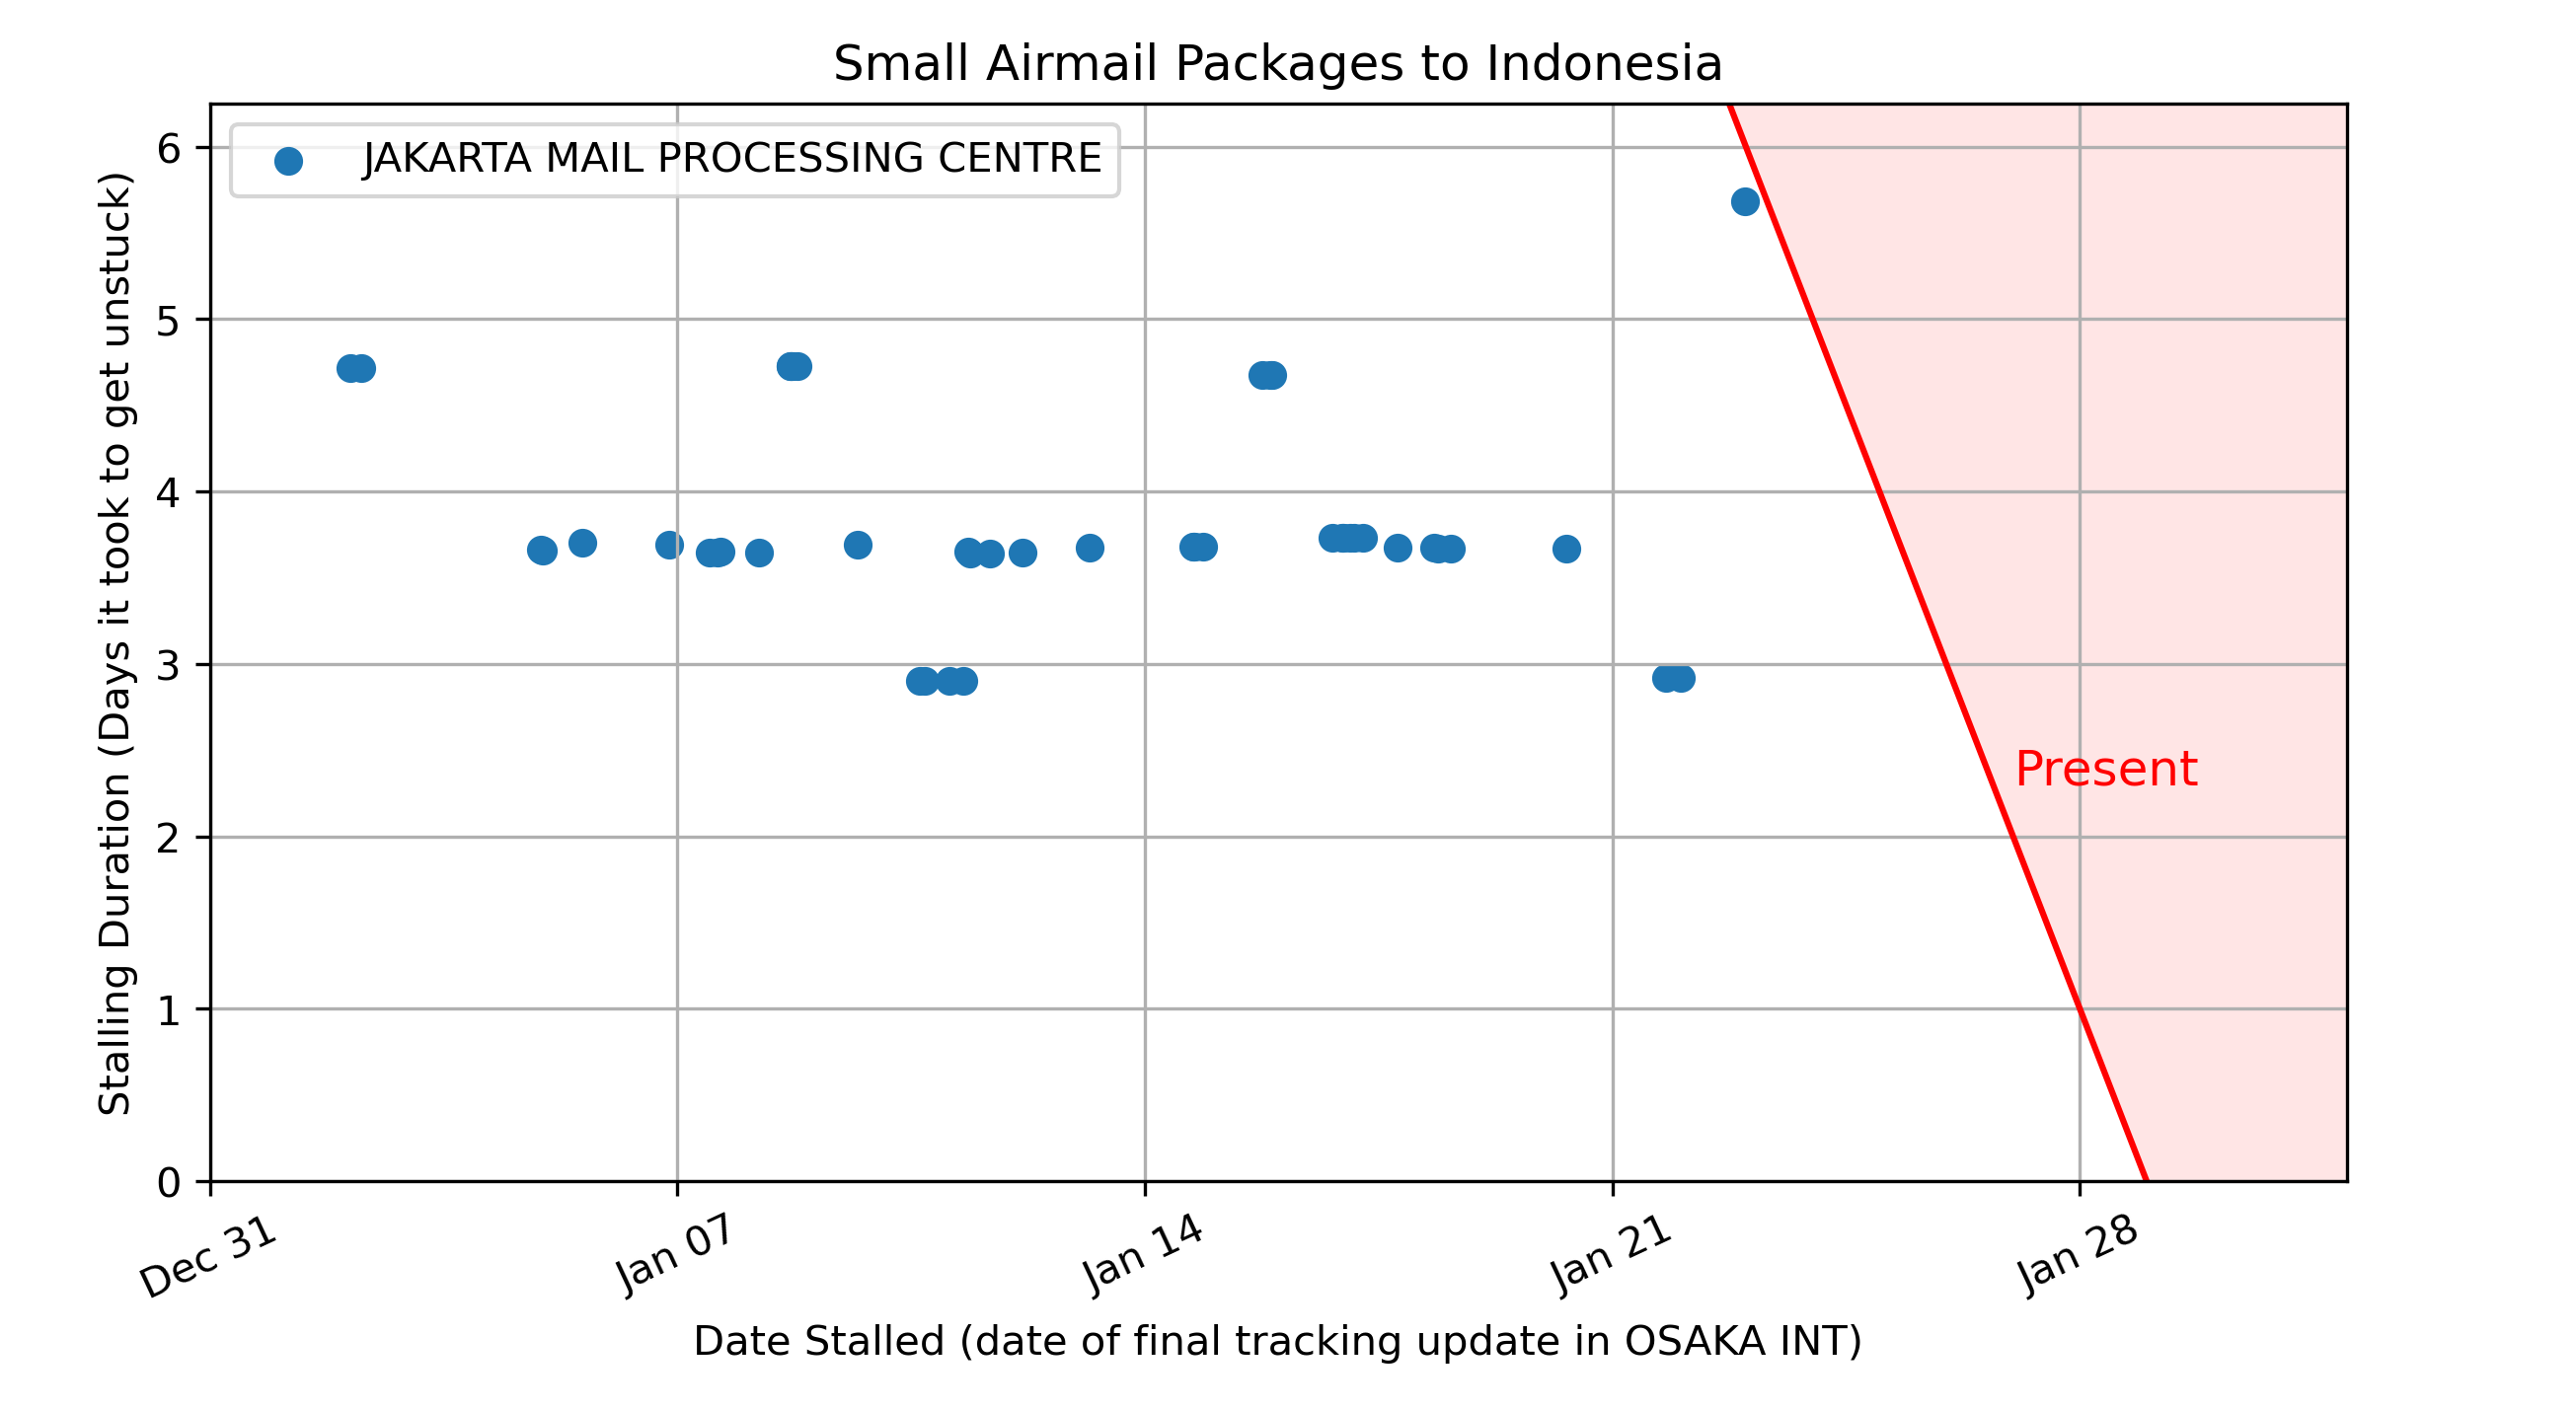 Small Airmail Packages to Indonesia
JAKARTA MAIL PROCESSING CENTRE
Stalling Duration (Days it took to get unstuck)
6
5
4
3
2
1
0
Present
Dec 31
Jan 07
Jan 14
Jan 21
Jan 28
Date Stalled (date of final tracking update in OSAKA INT)